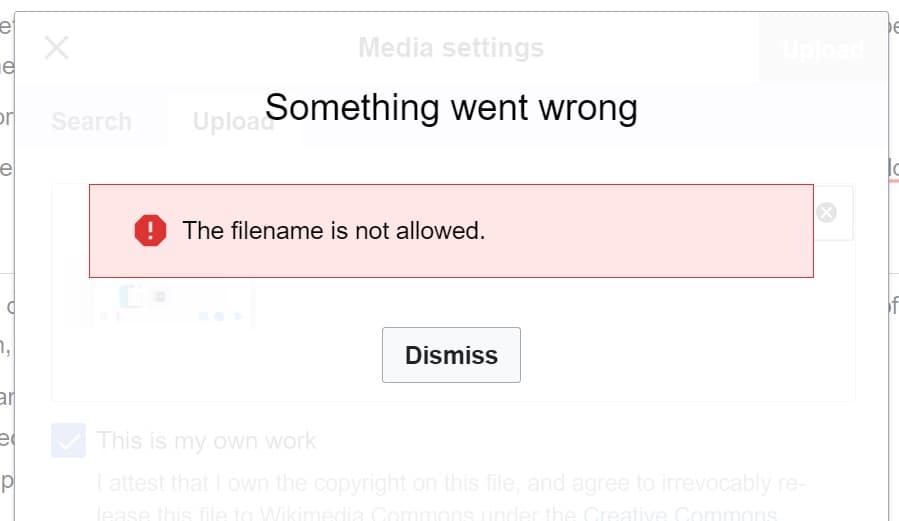 Media settings
Upload
Something went wrong
Search
Upload
The filename is not allowed.
Dismiss
This is my own work
I attest that I own the copyright on this file, and agree to irrevocably re-
lease this file to Wikimedia Commons under the Creative Commons